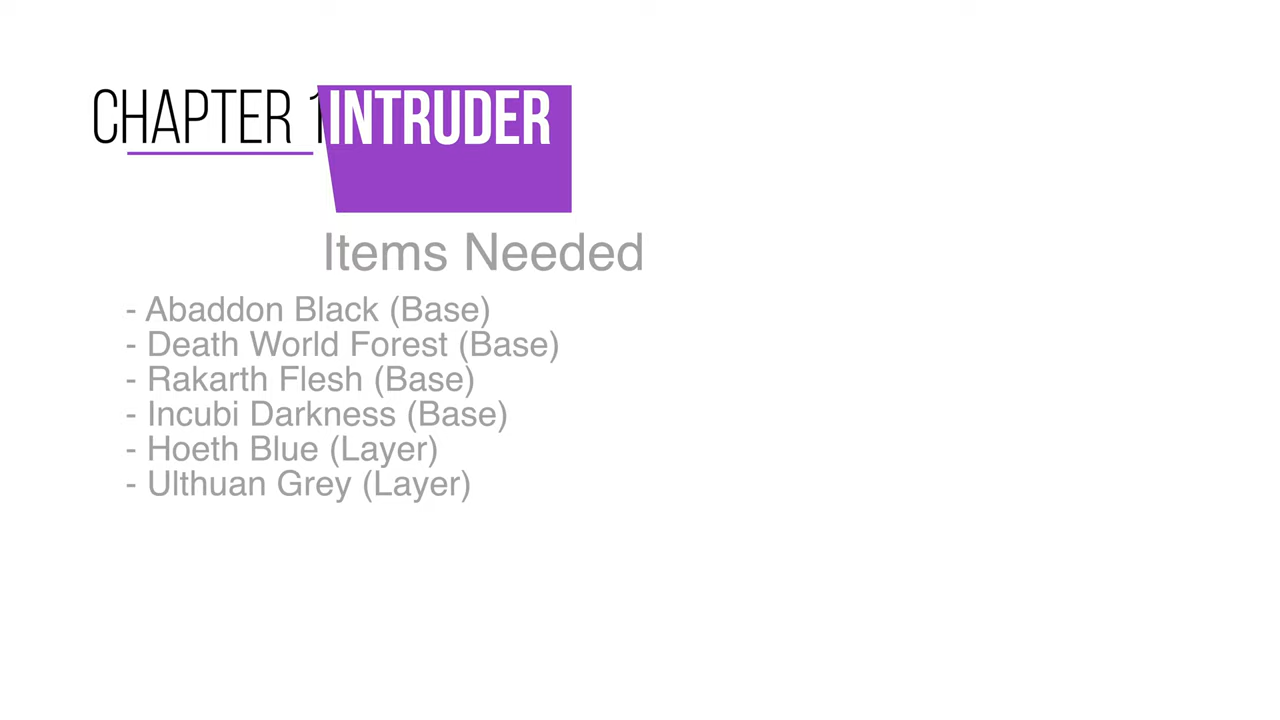 CHAPTER 1 INTRUDER
Items Needed
- Abaddon Black (Base)
- Death World Forest (Base)
- Rakarth Flesh (Base)
- Incubi Darkness (Base)
- Hoeth Blue (Layer)
- Ulthuan Grey (Layer)